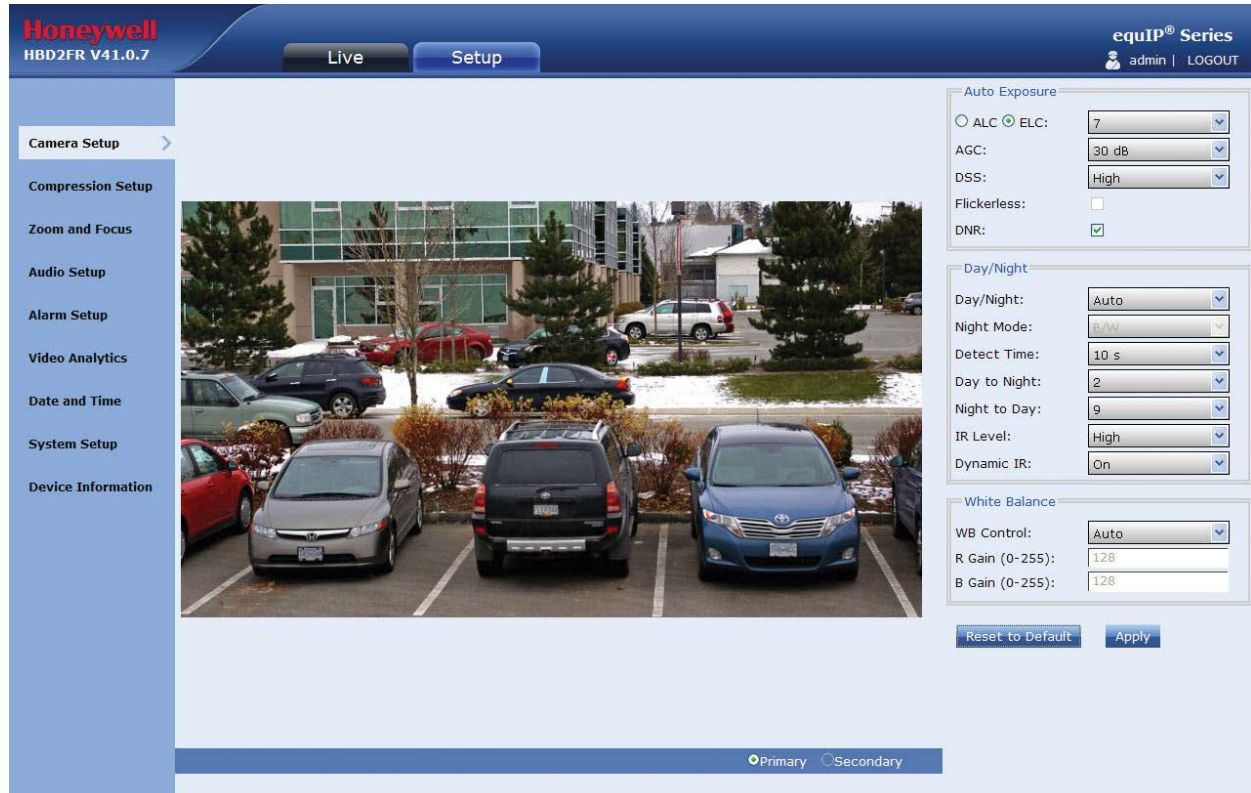 Honeywell
HBD2FR V41.0.7
Live
Setup
equIP® Series
admin | LOGOUT
Camera Setup
Compression Setup
Zoom and Focus
Audio Setup
Alarm Setup
Video Analytics
Date and Time
System Setup
Device Information
Auto Exposure
ALC ELC: 7
AGC: 30 dB
DSS: High
Flickerless:
DNR:
Day/Night
Day/Night: Auto
Night Mode: B/W
Detect Time: 10 s
Day to Night: 2
Night to Day: 9
IR Level: High
Dynamic IR: On
White Balance
WB Control: Auto
R Gain (0-255): 128
B Gain (0-255): 128
Reset to Default
Apply
Primary Secondary